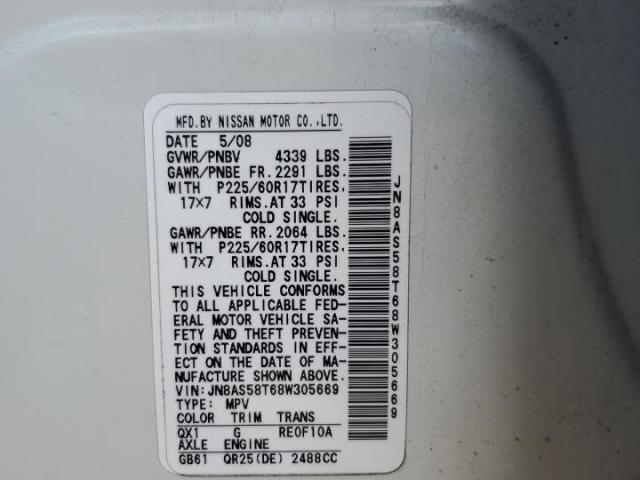 MFD.BY NISSAN MOTOR CO.,LTD.
DATE 5/08
GVWR/PNBV 4339 LBS.
GAWR/PNBE FR. 2291 LBS.
WITH P225/60R17TIRES,
17×7 RIMS.AT 33 PSI
COLD SINGLE.
GAWR/PNBE RR. 2064 LBS.
WITH P225/60R17TIRES,
17×7 RIMS.AT 33 PSI
COLD SINGLE.
THIS VEHICLE CONFORMS
TO ALL APPLICABLE FED-
ERAL MOTOR VEHICLE SA-
FETY AND THEFT PREVEN-
TION STANDARDS IN EFF-
ECT ON THE DATE OF MA-
NUFACTURE SHOWN ABOVE.
VIN:JN8AS58T68W305669
TYPE: MPV
COLOR TRIM TRANS
QX1 G RE0F10A
AXLE ENGINE
GB61 QR25(DE) 2488CC
JN8AS58T68W305669